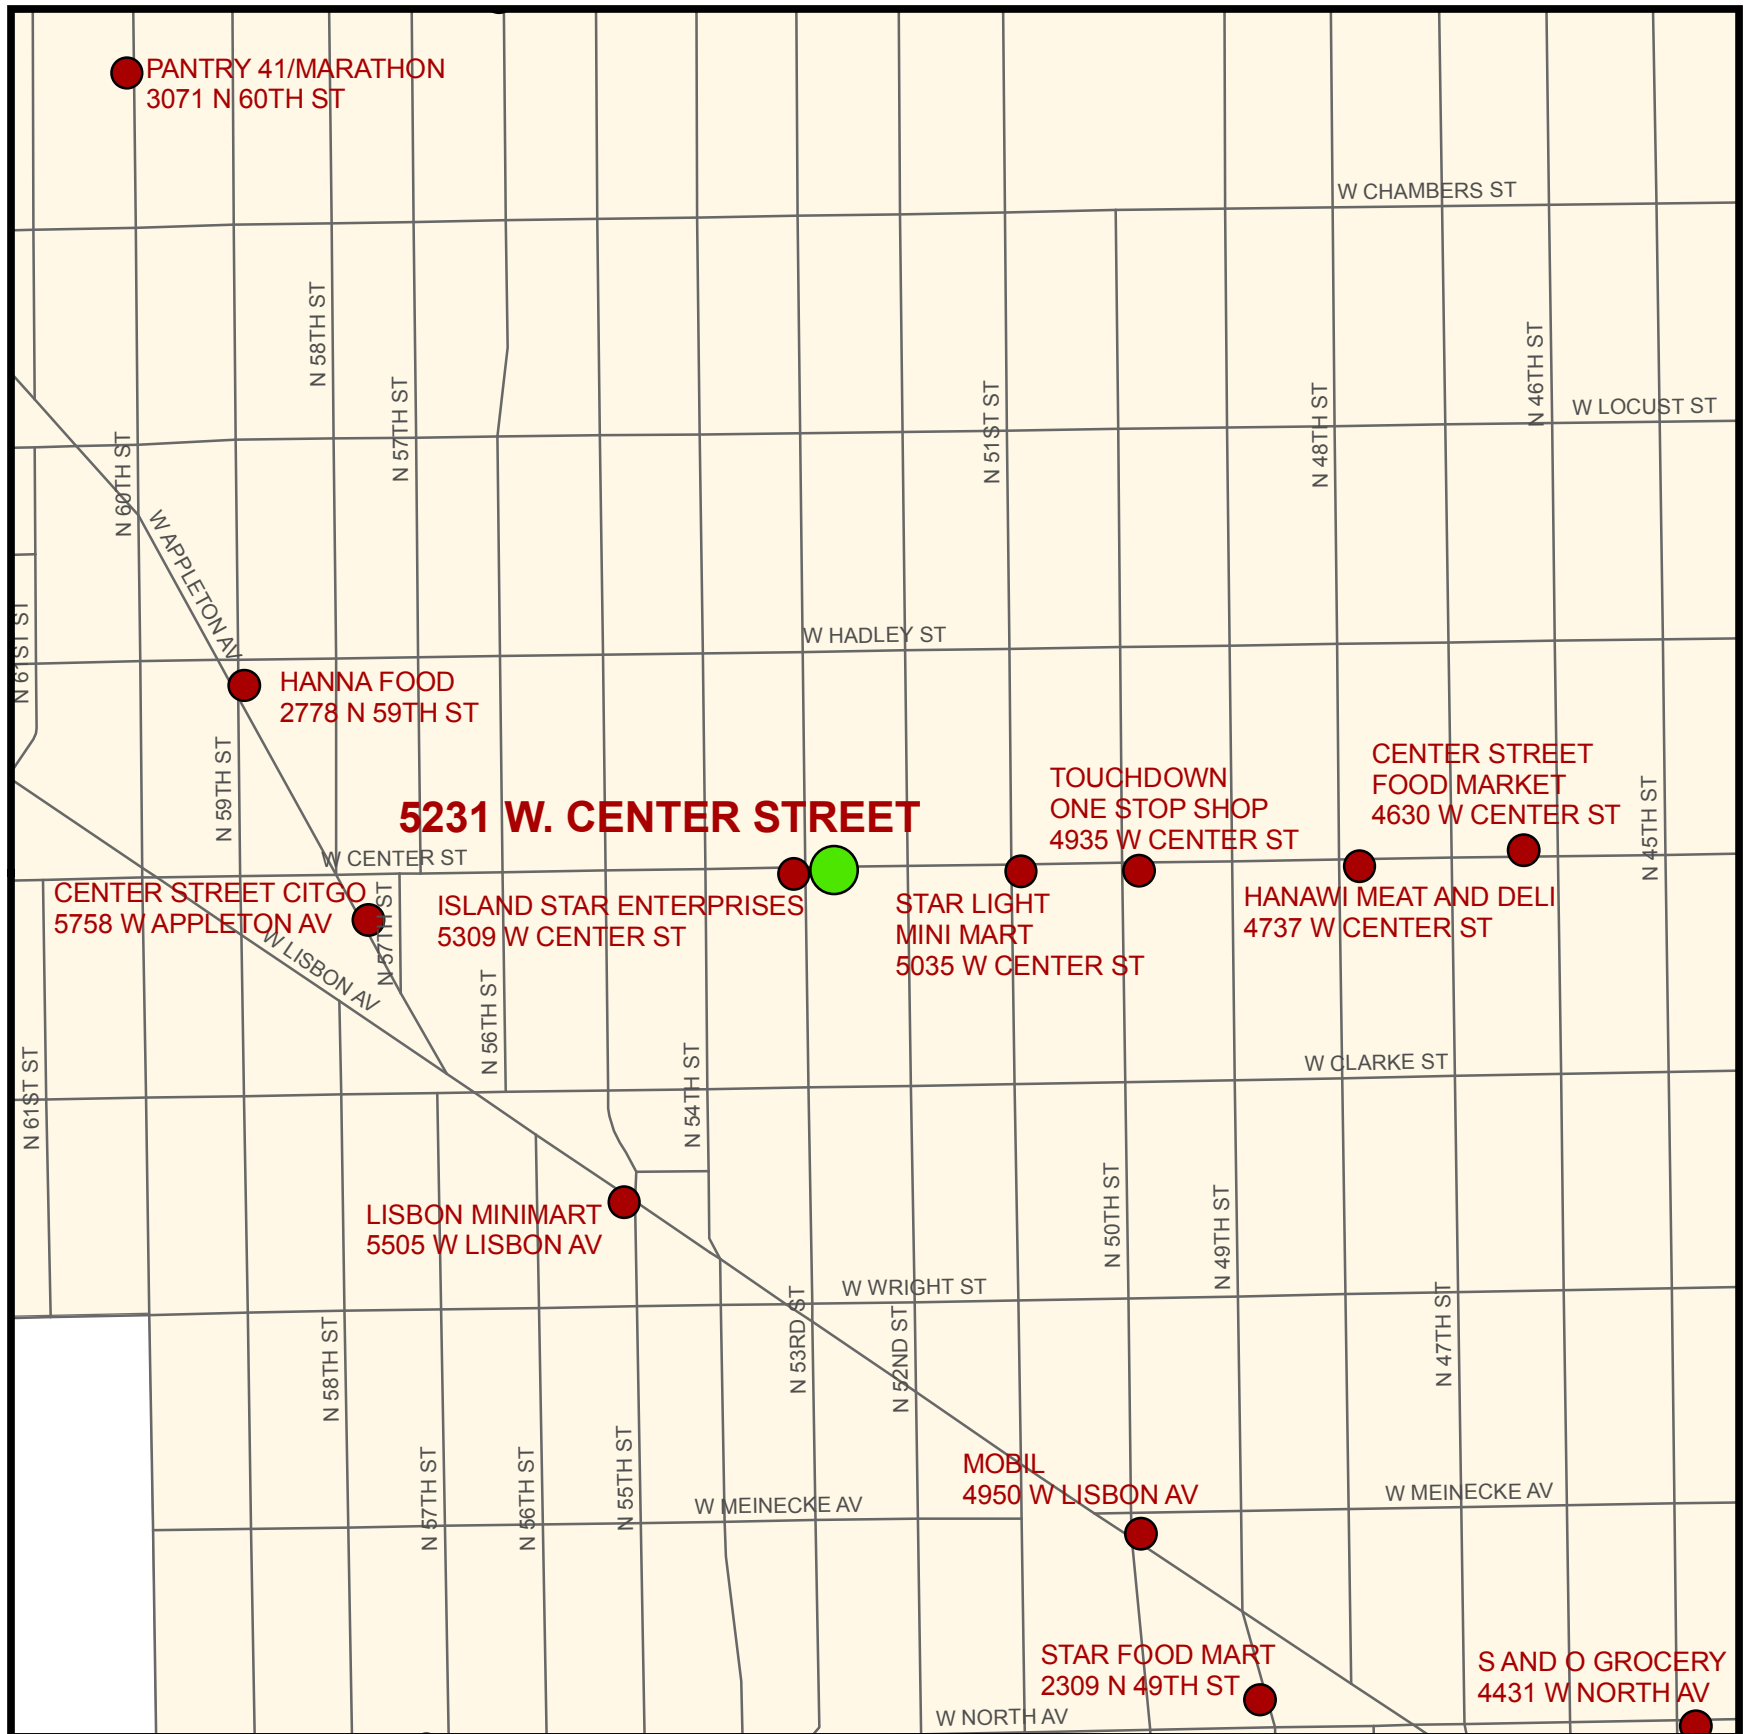 PANTRY 41/MARATHON
3071 N 60TH ST
W CHAMBERS ST
N 58TH ST
N 57TH ST
N 51ST ST
N 48TH ST
N 46TH ST
W LOCUST ST
N 60TH ST
W APPLETON AV
N 61ST ST
W HADLEY ST
HANNA FOOD
2778 N 59TH ST
N 59TH ST
5231 W. CENTER STREET
TOUCHDOWN
ONE STOP SHOP
4935 W CENTER ST
CENTER STREET
FOOD MARKET
4630 W CENTER ST
N 45TH ST
W CENTER ST
CENTER STREET CITGO
5758 W APPLETON AV
N 57TH ST
ISLAND STAR ENTERPRISES
5309 W CENTER ST
STAR LIGHT
MINI MART
5035 W CENTER ST
HANAWI MEAT AND DELI
4737 W CENTER ST
W LISBON AV
N 56TH ST
N 61ST ST
N 54TH ST
W CLARKE ST
LISBON MINIMART
5505 W LISBON AV
N 50TH ST
N 49TH ST
W WRIGHT ST
N 58TH ST
N 53RD ST
N 52ND ST
N 47TH ST
N 57TH ST
N 56TH ST
N 55TH ST
W MEINECKE AV
MOBIL
4950 W LISBON AV
W MEINECKE AV
STAR FOOD MART
2309 N 49TH ST
S AND O GROCERY
4431 W NORTH AV
W NORTH AV